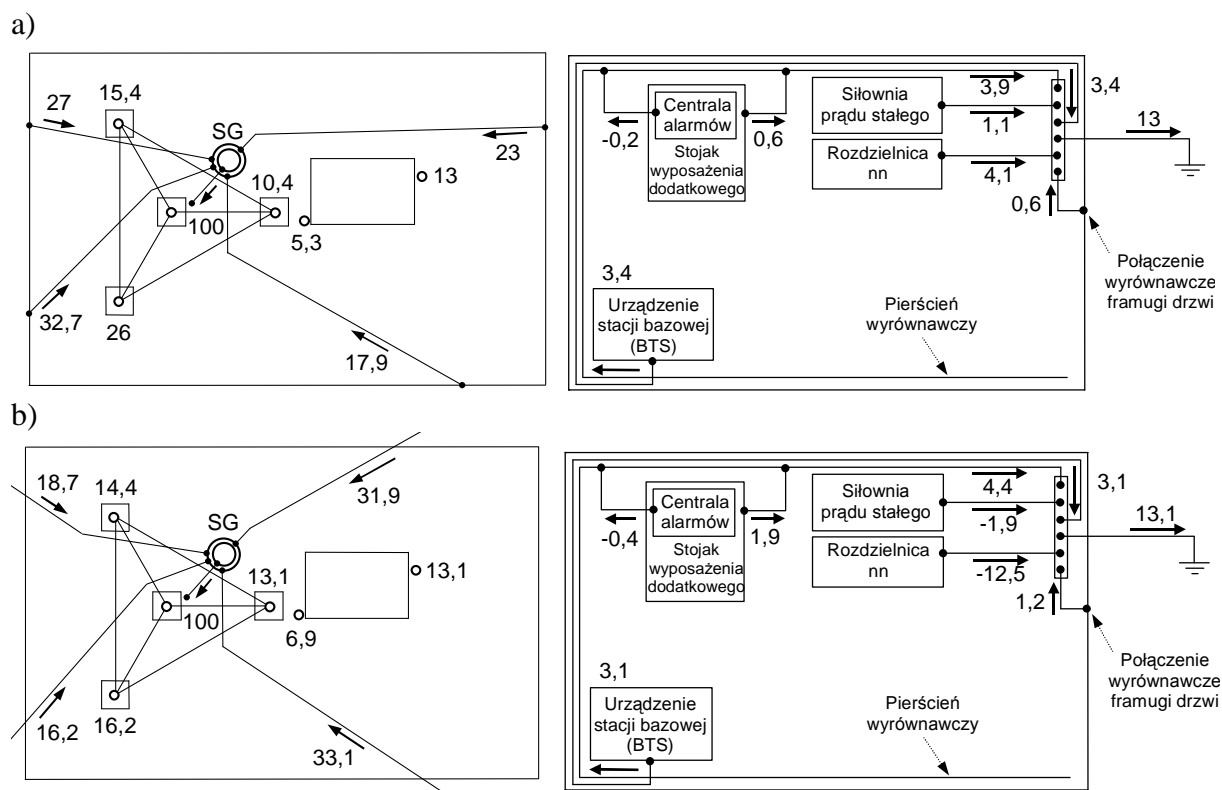 a)
27
15,4
SG
23
13
10,4
100
5,3
32,7
26
17,9
Centrala
alarmów
-0,2
0,6
Stojak
wyposażenia
dodatkowego
Siłownia
prądu stałego
Rozdzielnica
nn
3,9
1,1
4,1
3,4
13
0,6
Połączenie
wyrównawcze
framugi drzwi
3,4
Urządzenie
stacji bazowej
(BTS)
Pierścień
wyrównawczy
b)
18,7
14,4
SG
31,9
13,1
13,1
100
6,9
16,2
16,2
33,1
Centrala
alarmów
-0,4
1,9
Stojak
wyposażenia
dodatkowego
Siłownia
prądu stałego
Rozdzielnica
nn
4,4
-1,9
-12,5
3,1
13,1
1,2
Połączenie
wyrównawcze
framugi drzwi
3,1
Urządzenie
stacji bazowej
(BTS)
Pierścień
wyrównawczy